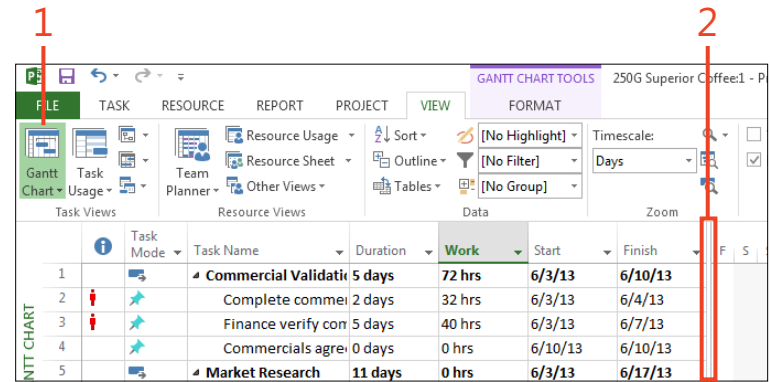 1 2
GANTT CHART TOOLS 250G Superior Coffee:1 - Pr
FILE TASK RESOURCE REPORT PROJECT VIEW FORMAT
Resource Usage Sort [No Highlight] Timescale:
Resource Sheet Outline [No Filter] Days
Gantt Task Team Other Views Tables [No Group]
Chart Usage Planner
Task Views Resource Views Data Zoom
Task
Mode Task Name Duration Work Start Finish F S
1 Commercial Validatio 5 days 72 hrs 6/3/13 6/10/13
2 Complete commer 2 days 32 hrs 6/3/13 6/4/13
3 Finance verify com 5 days 40 hrs 6/3/13 6/7/13
4 Commercials agre 0 days 0 hrs 6/10/13 6/10/13
5 Market Research 11 days 0 hrs 6/3/13 6/17/13
NTT CHART